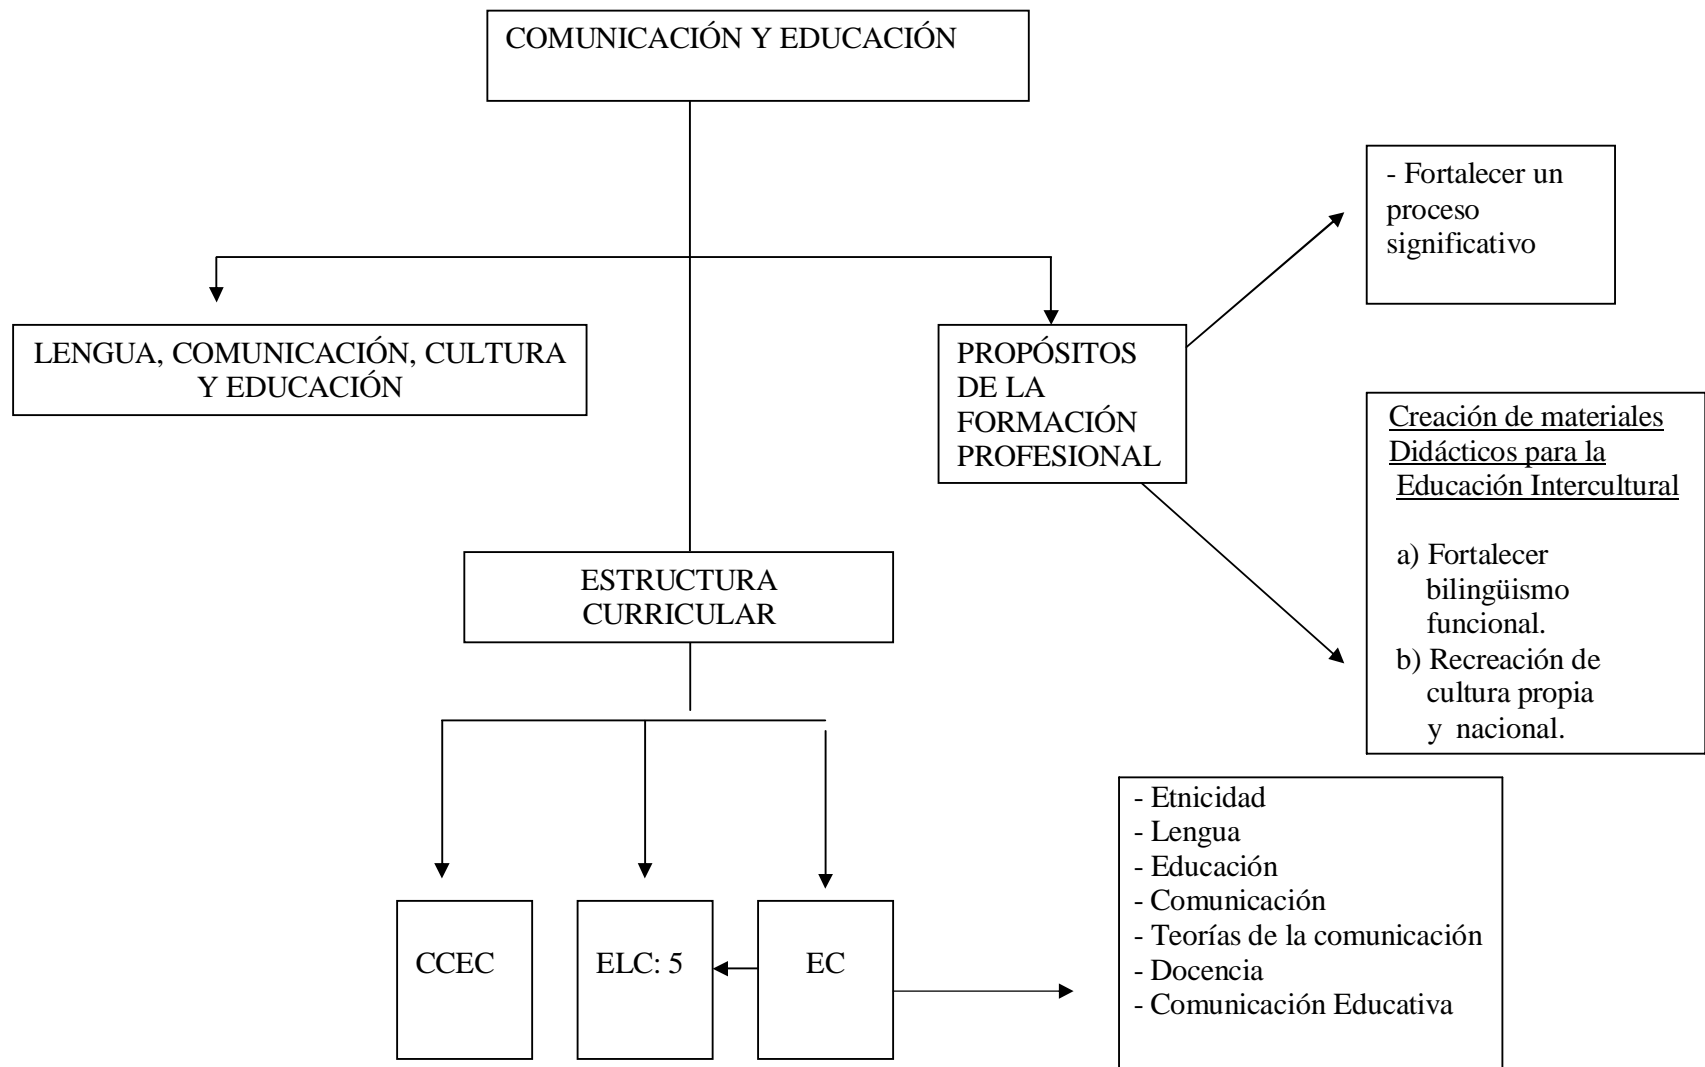 COMUNICACIÓN Y EDUCACIÓN
- Fortalecer un
proceso
significativo
LENGUA, COMUNICACIÓN, CULTURA
Y EDUCACIÓN
PROPÓSITOS
DE LA
FORMACIÓN
PROFESIONAL
Creación de materiales
Didácticos para la
Educación Intercultural
a) Fortalecer
bilingüismo
funcional.
b) Recreación de
cultura propia
y nacional.
ESTRUCTURA
CURRICULAR
CCEC
ELC: 5
EC
- Etnicidad
- Lengua
- Educación
- Comunicación
- Teorías de la comunicación
- Docencia
- Comunicación Educativa